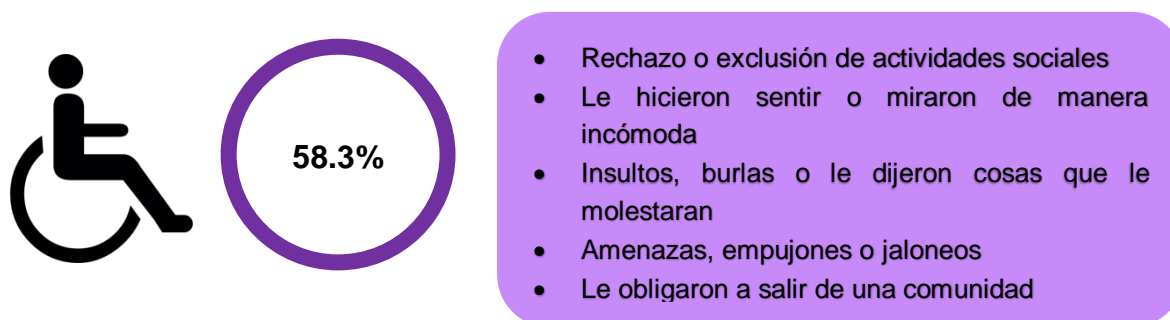 58.3%
• Rechazo o exclusión de actividades sociales
• Le hicieron sentir o miraron de manera
incómoda
• Insultos, burlas o le dijeron cosas que le
molestaran
• Amenazas, empujones o jaloneos
• Le obligaron a salir de una comunidad